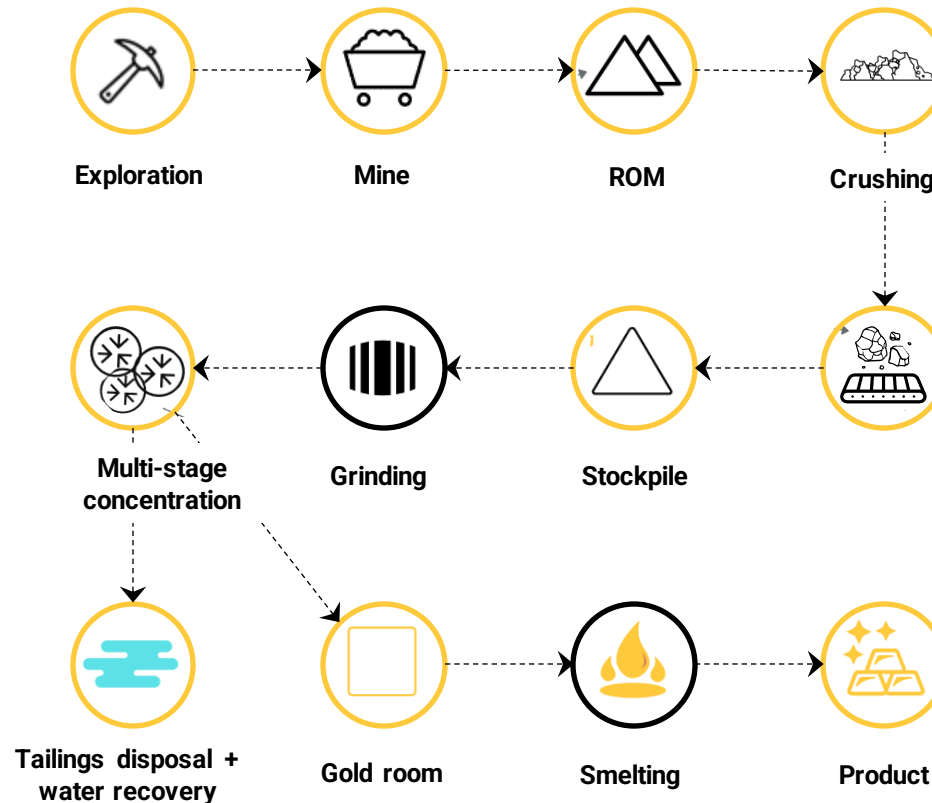 Exploration
Mine
ROM
Crushing
Multi-stage
concentration
Grinding
Stockpile
Tailings disposal +
water recovery
Gold room
Smelting
Product